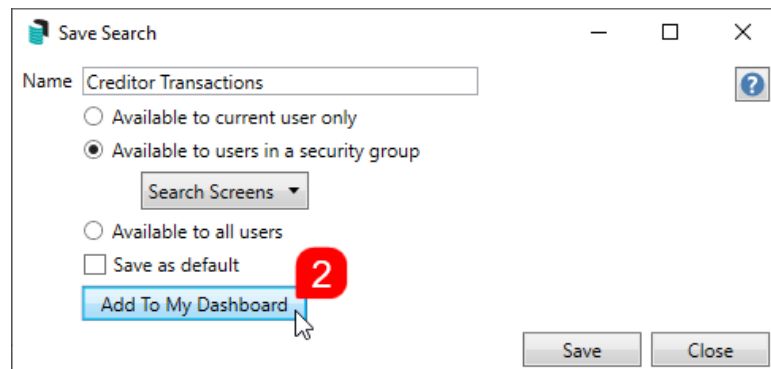 Save Search
Name Creditor Transactions
?
Available to current user only
Available to users in a security group
Search Screens
Available to all users
Save as default
2
Add To My Dashboard
Save Close